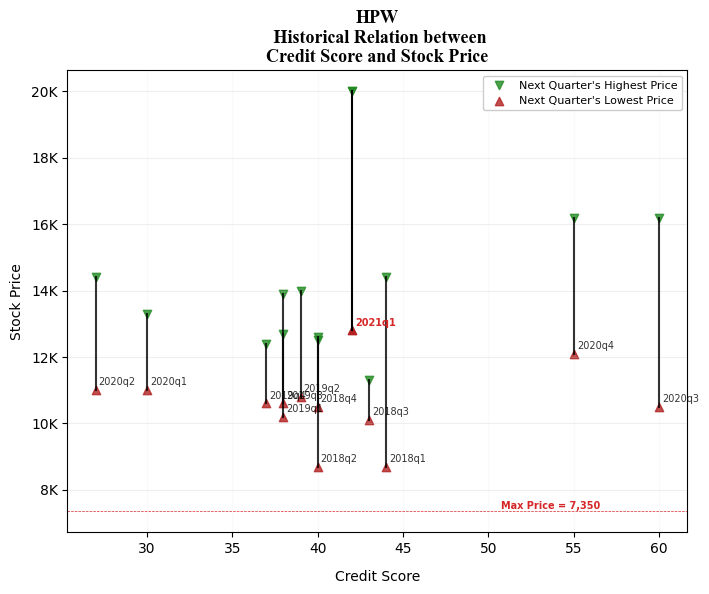 HPW
Historical Relation between
Credit Score and Stock Price
Next Quarter's Highest Price
Next Quarter's Lowest Price
20K
18K
16K
14K
12K
10K
8K
Stock Price
2021q1
2020q4
2020q2
2020q1
2019q2
2018q4
2020q3
2018q3
2018q2
2018q1
Max Price = 7,350
30
35
40
45
50
55
60
Credit Score